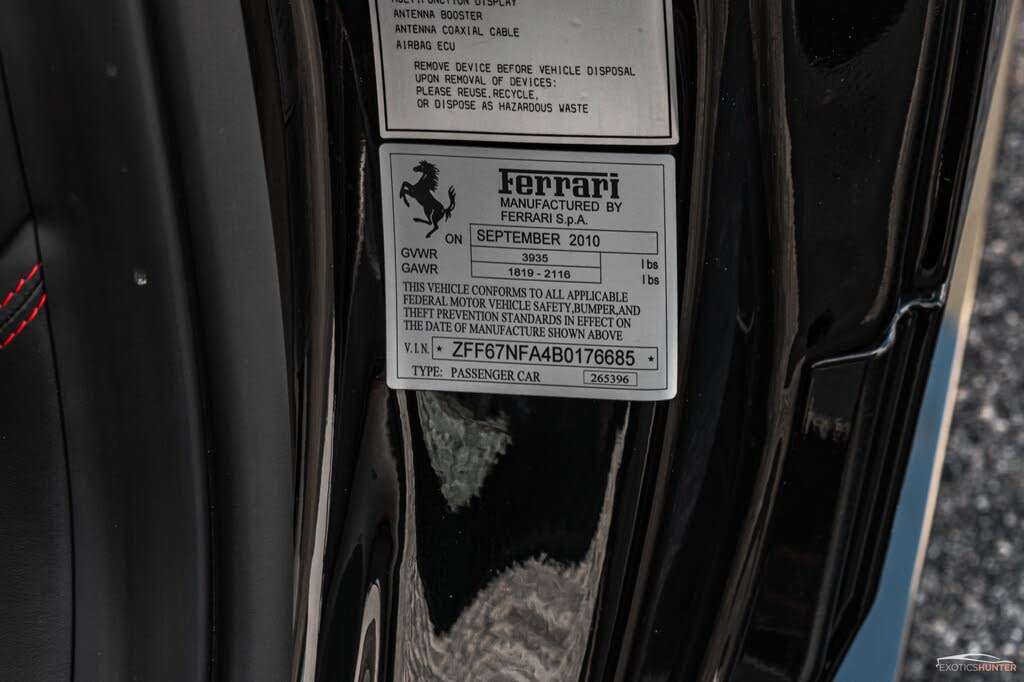 MULTIFUNCTION DISPLAY
ANTENNA BOOSTER
ANTENNA COAXIAL CABLE
AIRBAG ECU
REMOVE DEVICE BEFORE VEHICLE DISPOSAL
UPON REMOVAL OF DEVICES:
PLEASE REUSE, RECYCLE,
OR DISPOSE AS HAZARDOUS WASTE
Ferrari
MANUFACTURED BY
FERRARI S.p.A.
ON SEPTEMBER 2010
GVWR 3935 lbs
GAWR 1819 - 2116 lbs
THIS VEHICLE CONFORMS TO ALL APPLICABLE
FEDERAL MOTOR VEHICLE SAFETY,BUMPER,AND
THEFT PREVENTION STANDARDS IN EFFECT ON
THE DATE OF MANUFACTURE SHOWN ABOVE
V.I.N. * ZFF67NFA4B0176685 *
TYPE: PASSENGER CAR 265396
EXOTICSHUNTER